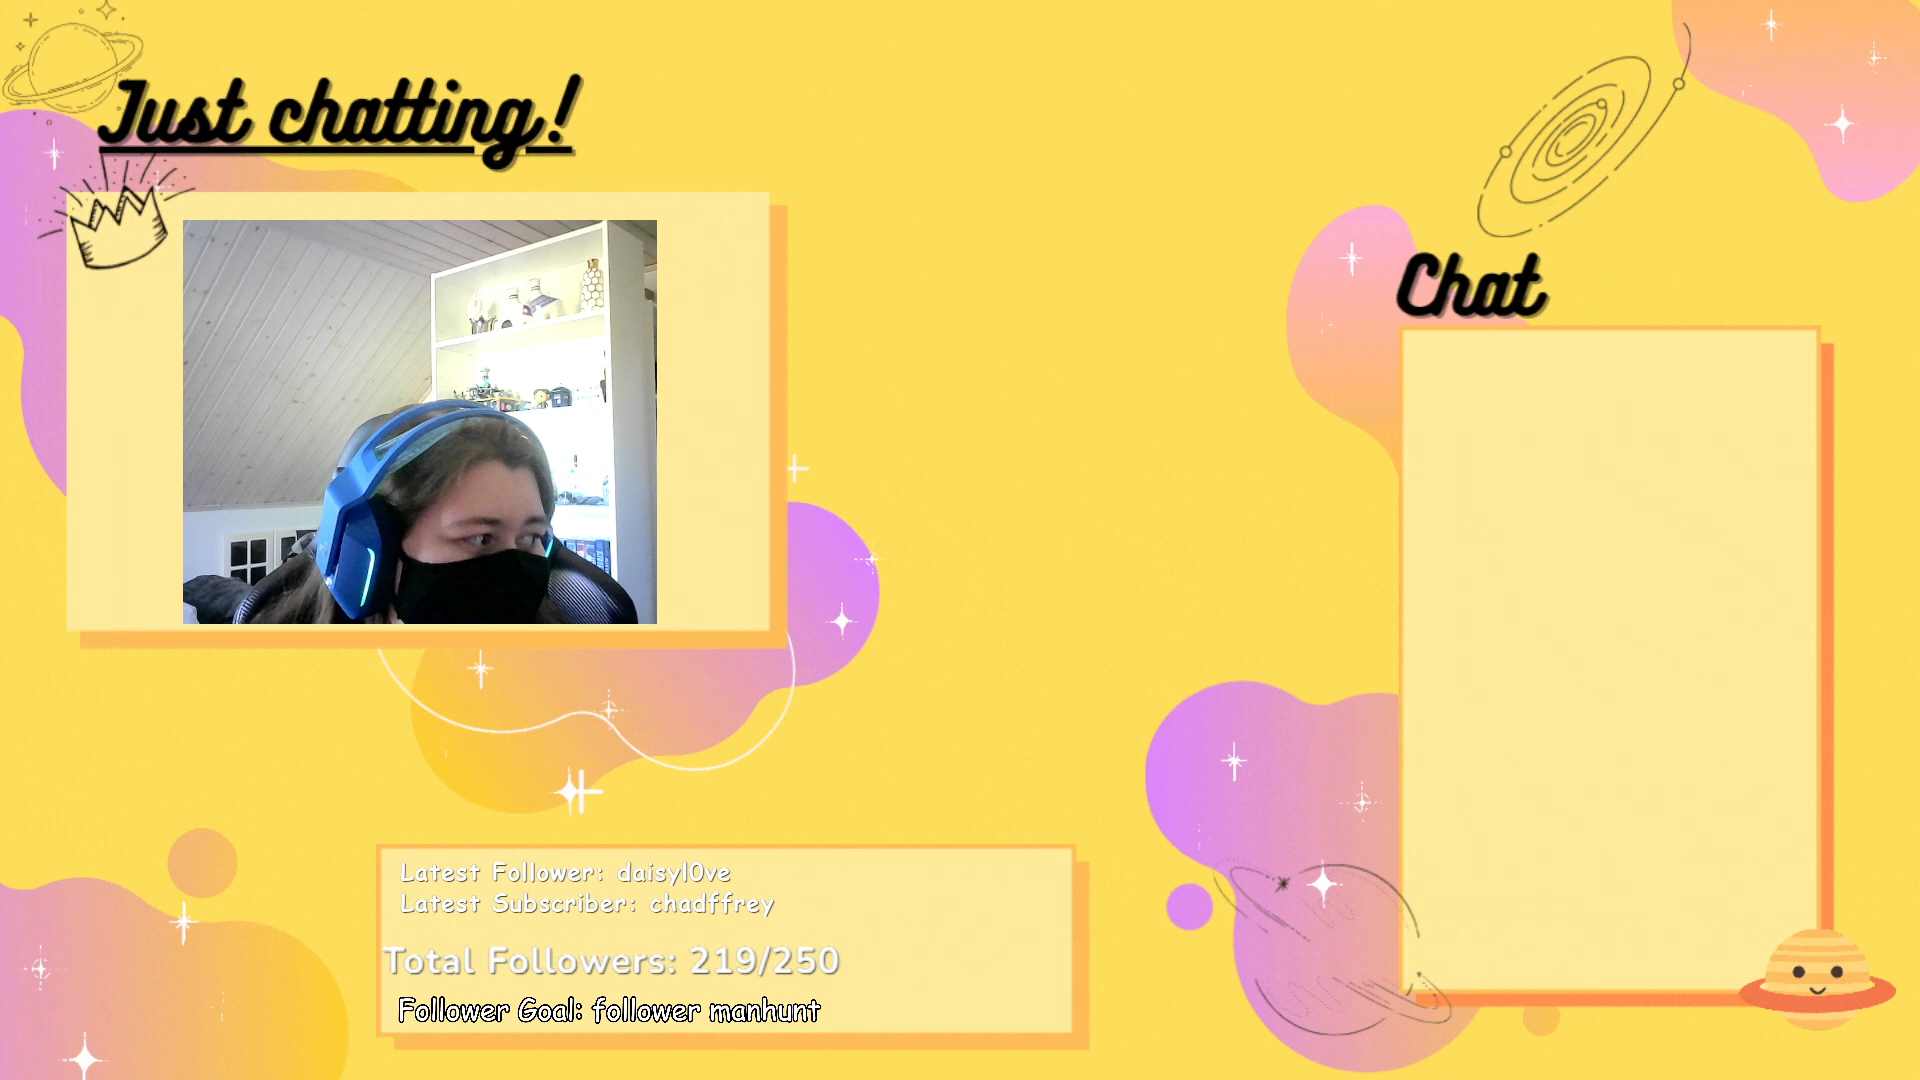 Just chatting!
Chat
Latest Follower: daisyl0ve
Latest Subscriber: chadffrey
Total Followers: 219/250
Follower Goal: follower manhunt